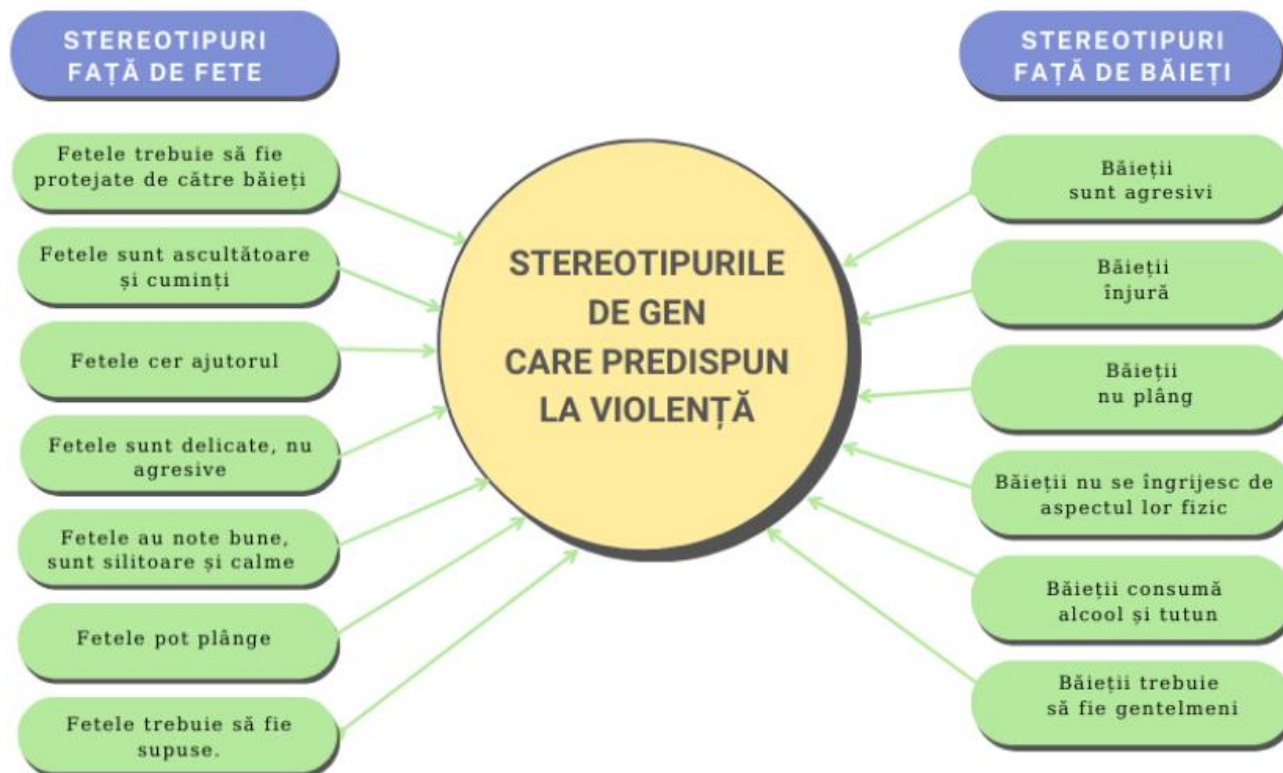 STEREOTIPURI
FAȚĂ DE FETE
Fetele trebuie să fie
protejate de către băieți
Fetele sunt ascultătoare
și cuminți
Fetele cer ajutorul
Fetele sunt delicate, nu
agresive
Fetele au note bune,
sunt silitoare și calme
Fetele pot plânge
Fetele trebuie să fie
supuse.
STEREOTIPURILE
DE GEN
CARE PREDISPUN
LA VIOLENȚĂ
STEREOTIPURI
FAȚĂ DE BĂIEȚI
Băieții
sunt agresivi
Băieții
înjură
Băieții
nu plâng
Băieții nu se îngrijesc de
aspectul lor fizic
Băieții consumă
alcool și tutun
Băieții trebuie
să fie gentelmeni